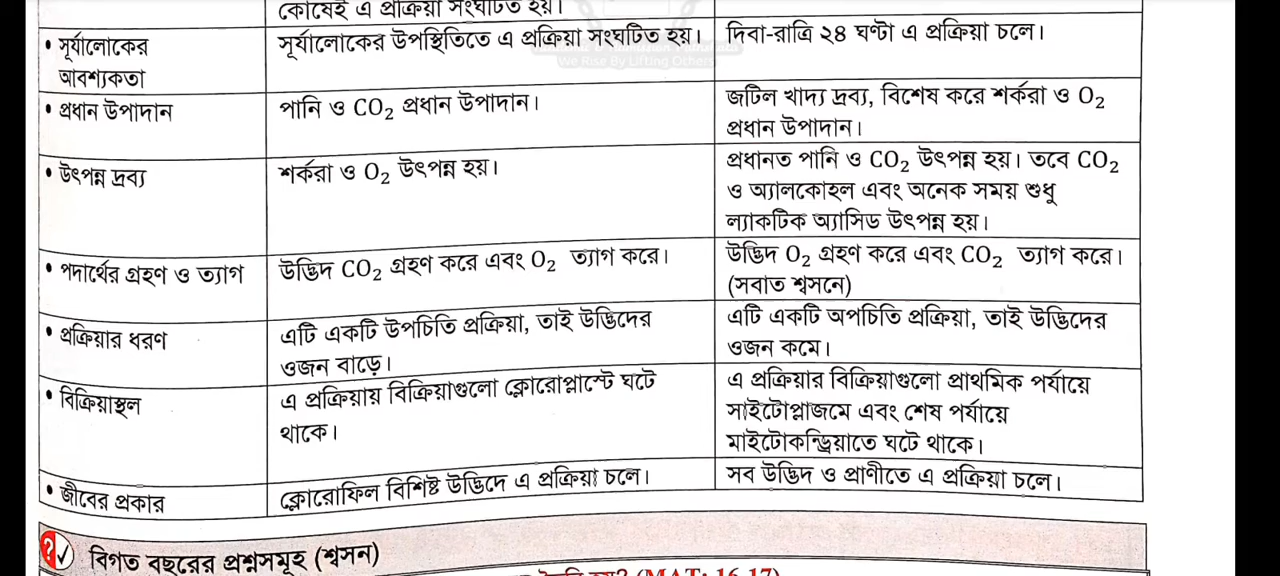 কোষেই এ প্রক্রিয়া সংঘটিত হয়।
• সূর্যালোকের আবশ্যকতা
সূর্যালোকের উপস্থিতিতে এ প্রক্রিয়া সংঘটিত হয়।
দিবা-রাত্রি ২৪ ঘণ্টা এ প্রক্রিয়া চলে।
We Rise By Lifting Others
• প্রধান উপাদান
পানি ও CO₂ প্রধান উপাদান।
জটিল খাদ্য দ্রব্য, বিশেষ করে শর্করা ও O₂
প্রধান উপাদান।
• উৎপন্ন দ্রব্য
শর্করা ও O₂ উৎপন্ন হয়।
প্রধানত পানি ও CO₂ উৎপন্ন হয়। তবে CO₂
ও অ্যালকোহল এবং অনেক সময় শুধু
ল্যাকটিক অ্যাসিড উৎপন্ন হয়।
• পদার্থের গ্রহণ ও ত্যাগ
উদ্ভিদ CO₂ গ্রহণ করে এবং O₂ ত্যাগ করে।
উদ্ভিদ O₂ গ্রহণ করে এবং CO₂ ত্যাগ করে।
(সবাত শ্বসনে)
• প্রক্রিয়ার ধরণ
এটি একটি উপচিতি প্রক্রিয়া, তাই উদ্ভিদের
ওজন বাড়ে।
এটি একটি অপচিতি প্রক্রিয়া, তাই উদ্ভিদের
ওজন কমে।
• বিক্রিয়াস্থল
এ প্রক্রিয়ায় বিক্রিয়াগুলো ক্লোরোপ্লাস্টে ঘটে
থাকে।
এ প্রক্রিয়ার বিক্রিয়াগুলো প্রাথমিক পর্যায়ে
সাইটোপ্লাজমে এবং শেষ পর্যায়ে
মাইটোকন্ড্রিয়াতে ঘটে থাকে।
• জীবের প্রকার
ক্লোরোফিল বিশিষ্ট উদ্ভিদে এ প্রক্রিয়া চলে।
সব উদ্ভিদ ও প্রাণীতে এ প্রক্রিয়া চলে।
বিগত বছরের প্রশ্নসমূহ (শ্বসন)
(MAT: 16-17)